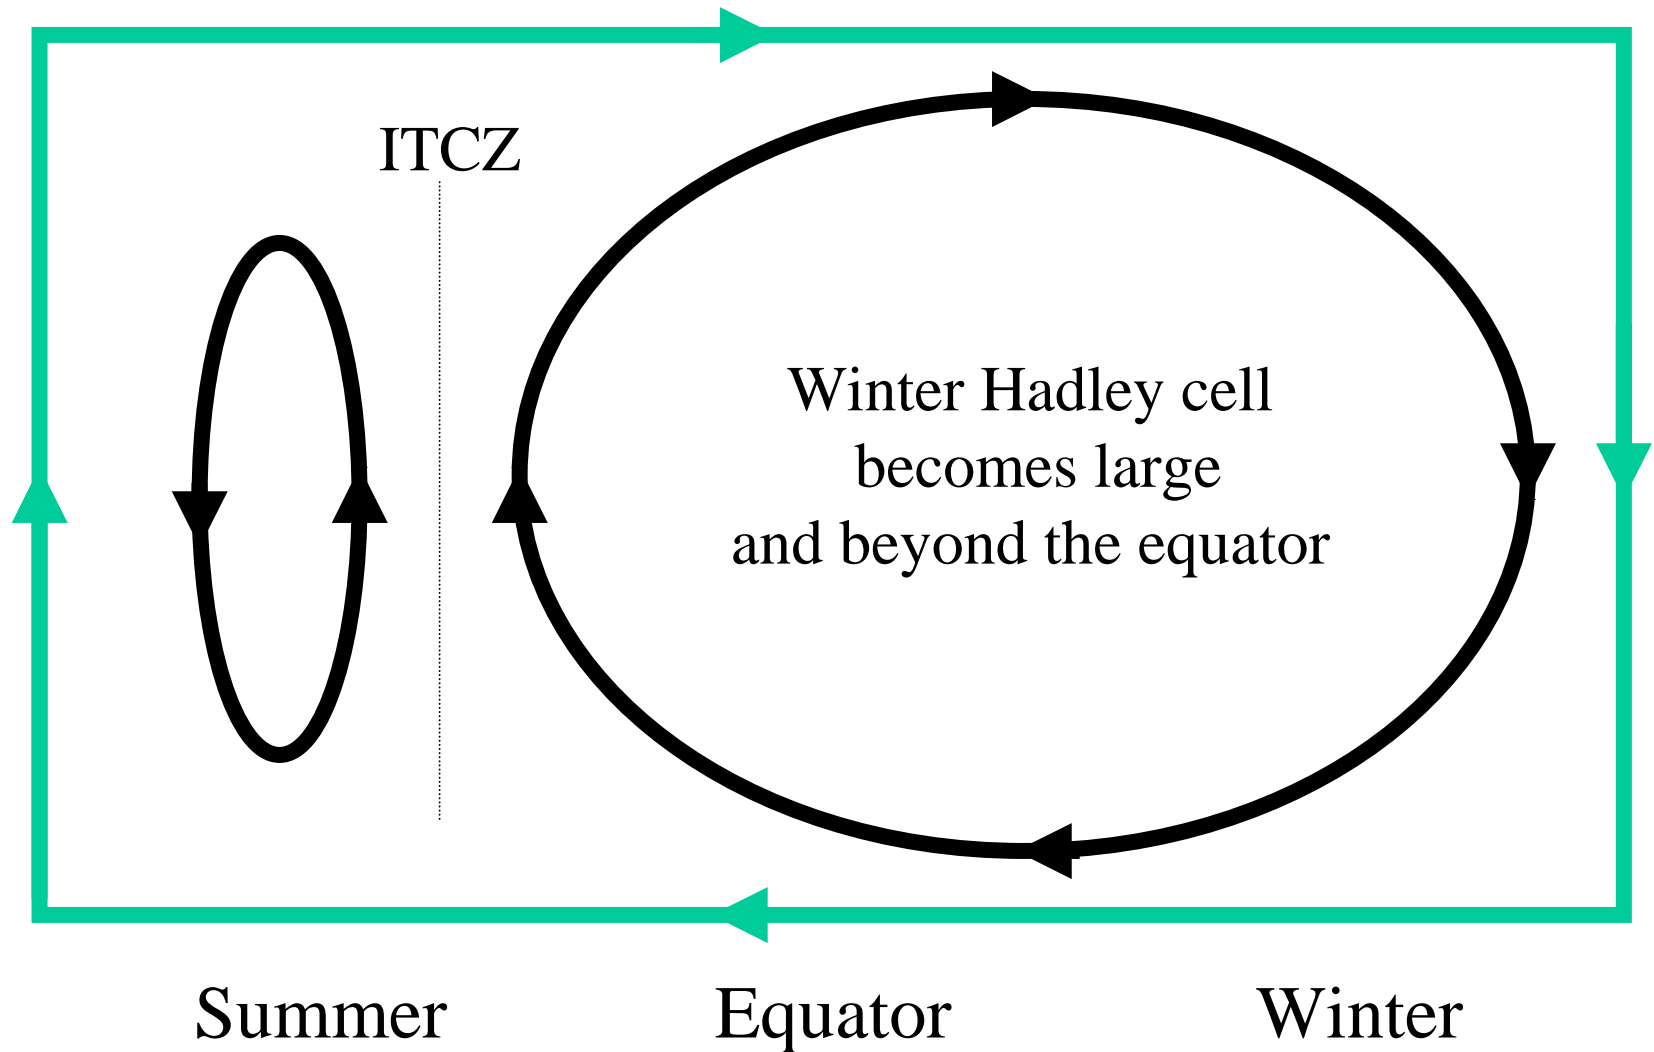 ITCZ
Winter Hadley cell
becomes large
and beyond the equator
Summer Equator Winter